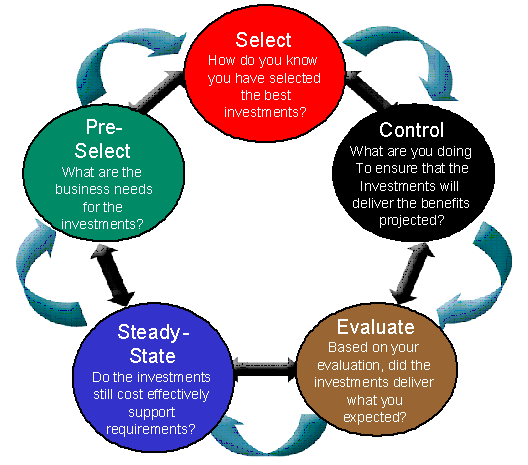 Select
How do you know
you have selected
the best
investments?
Pre-
Select
What are the
business needs
for the
investments?
Control
What are you doing
To ensure that the
Investments will
deliver the benefits
projected?
Steady-
State
Do the investments
still cost effectively
support
requirements?
Evaluate
Based on your
evaluation, did the
investments deliver
what you
expected?